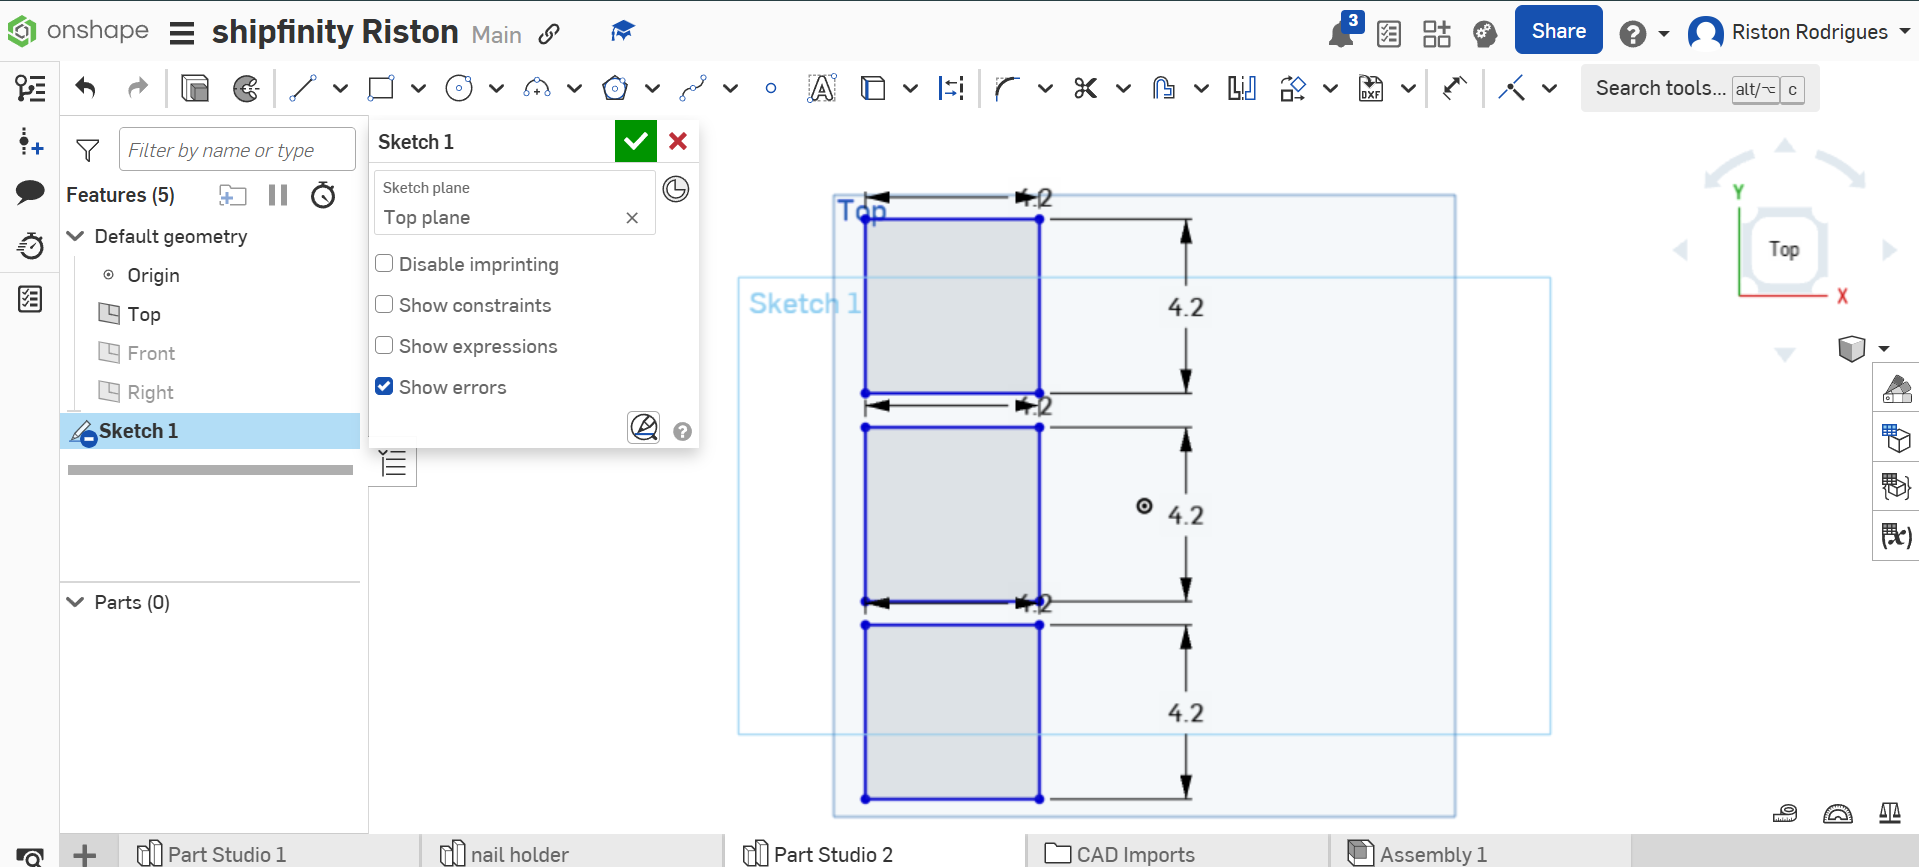 onshape
shipfinity Riston Main
3
Share
Riston Rodrigues
Search tools... alt/⌥ c
Filter by name or type
Features (5)
Default geometry
Origin
Top
Front
Right
Sketch 1
Parts (0)
Sketch 1
Sketch plane
Top plane
Disable imprinting
Show constraints
Show expressions
Show errors
Top
Sketch 1
4.2
4.2
4.2
4.2
4.2
4.2
Y
Top
X
DXF
(x)
Part Studio 1
nail holder
Part Studio 2
CAD Imports
Assembly 1